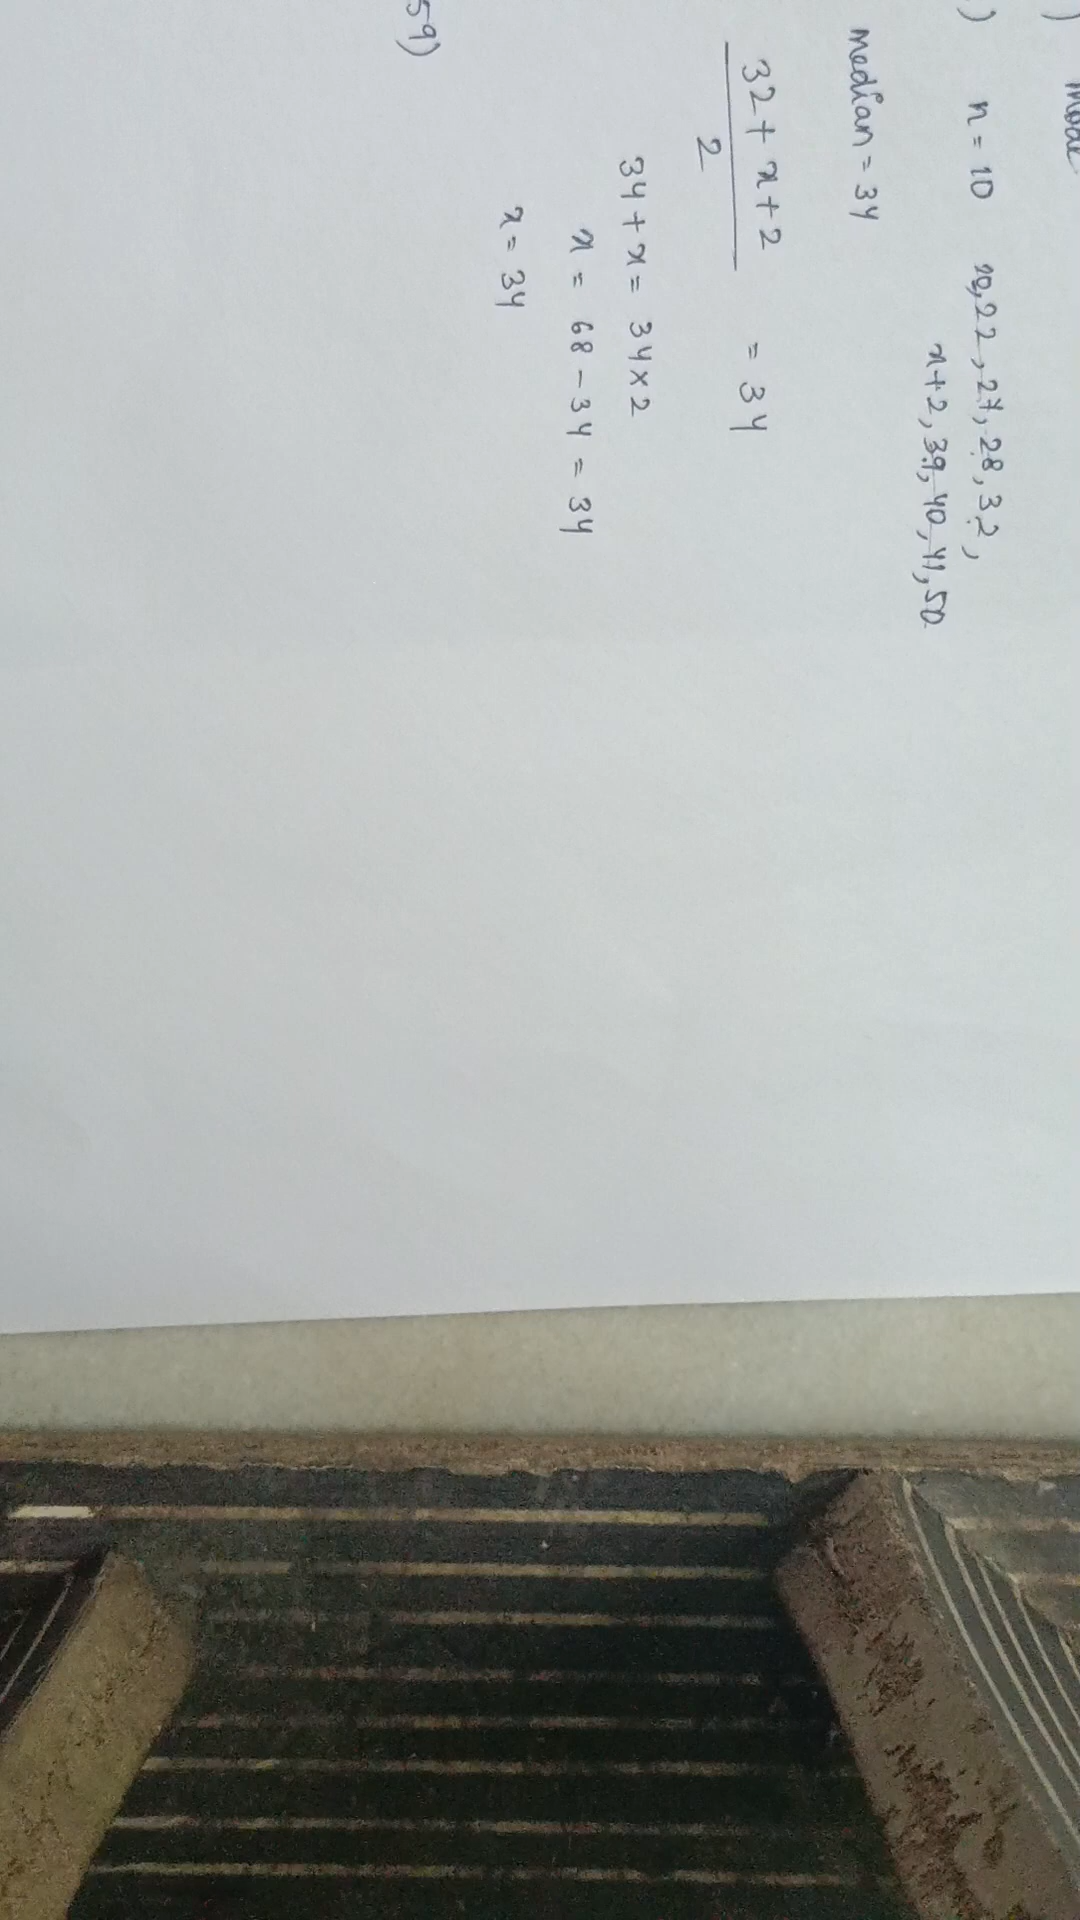 )
.) n = 10 20,22,27,28,32,
x+2,39,40,41,50
Median = 34
32 + x + 2
2
= 34
34 + x = 34 x 2
x = 68 - 34 = 34
x = 34
59)